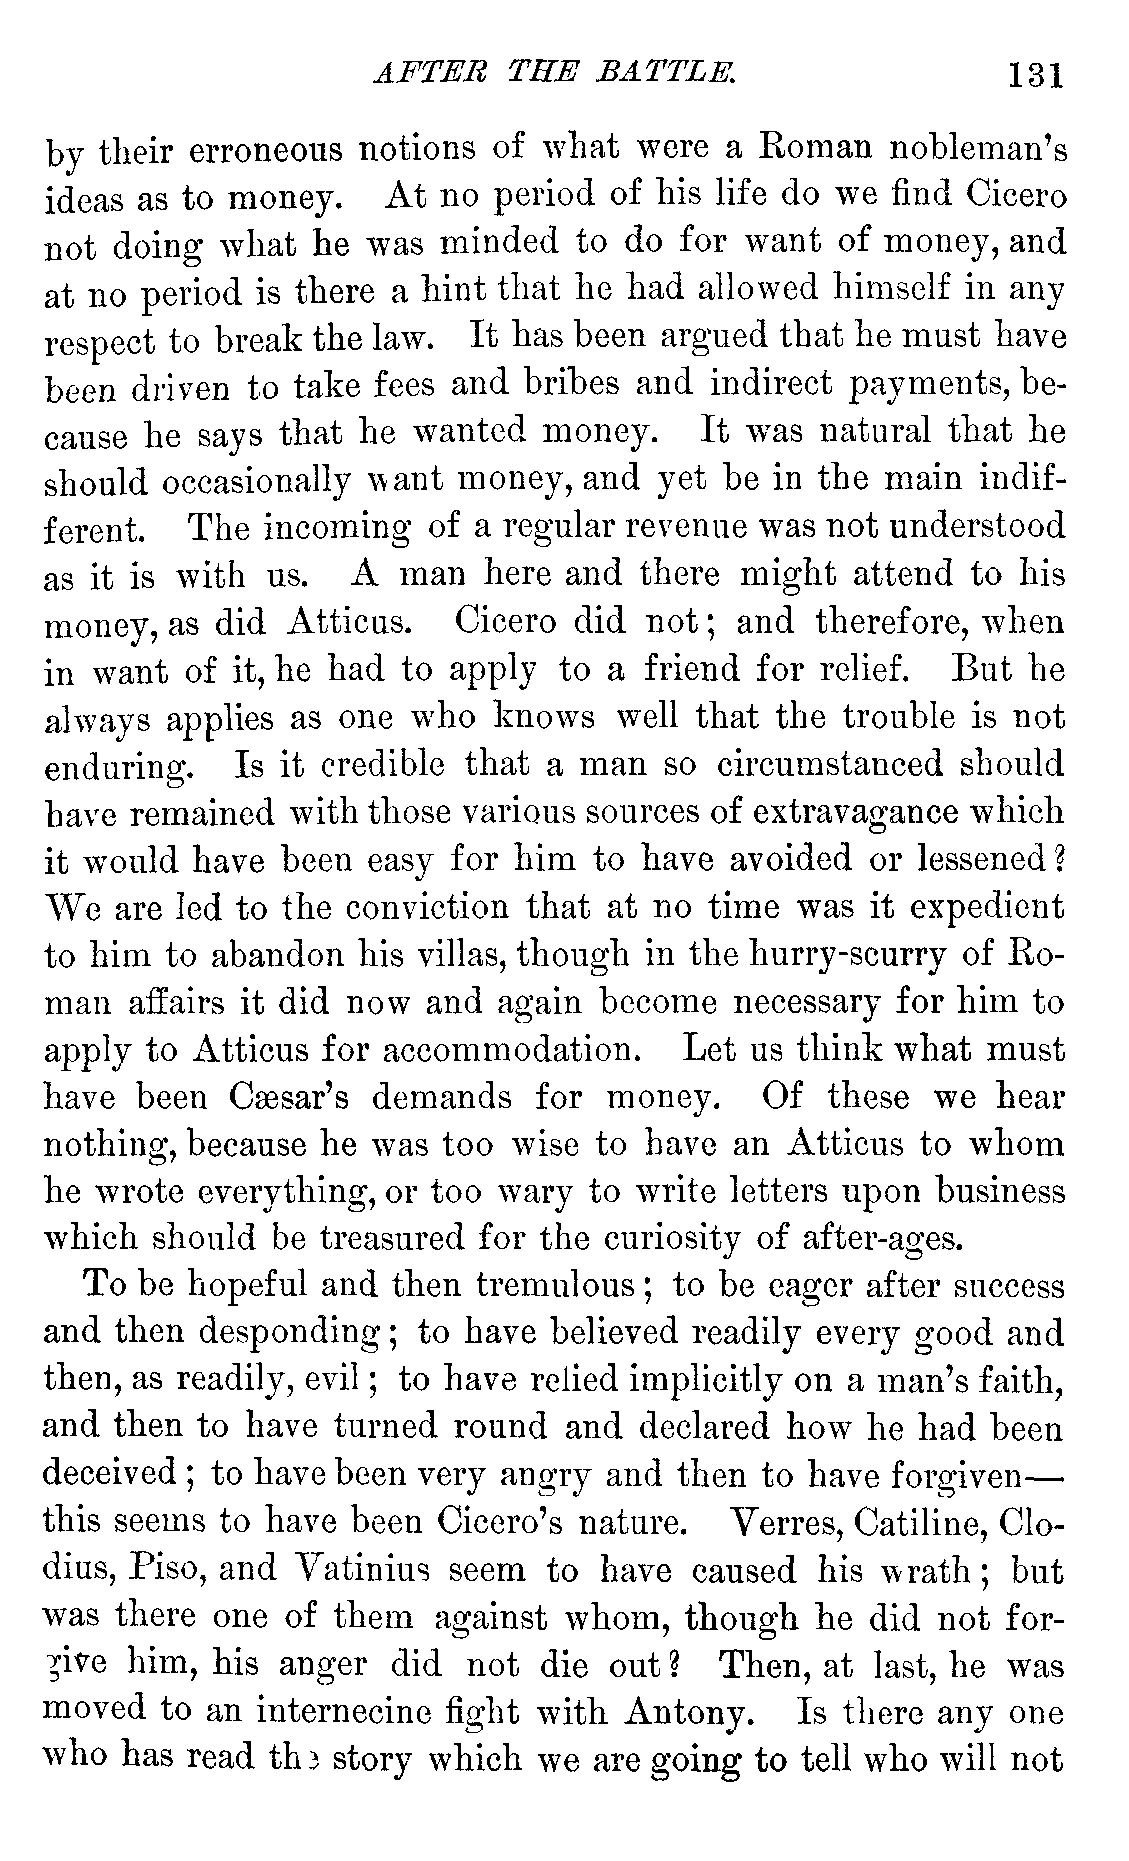 AFTER THE BATTLE. 131
by their erroneous notions of what were a Roman nobleman's
ideas as to money. At no period of his life do we find Cicero
not doing what he was minded to do for want of money, and
at no period is there a hint that he had allowed himself in any
respect to break the law. It has been argued that he must have
been driven to take fees and bribes and indirect payments, be-
cause he says that he wanted money. It was natural that he
should occasionally want money, and yet be in the main indif-
ferent. The incoming of a regular revenue was not understood
as it is with us. A man here and there might attend to his
money, as did Atticus. Cicero did not; and therefore, when
in want of it, he had to apply to a friend for relief. But he
always applies as one who knows well that the trouble is not
enduring. Is it credible that a man so circumstanced should
have remained with those various sources of extravagance which
it would have been easy for him to have avoided or lessened?
We are led to the conviction that at no time was it expedient
to him to abandon his villas, though in the hurry-scurry of Ro-
man affairs it did now and again become necessary for him to
apply to Atticus for accommodation. Let us think what must
have been Cæsar's demands for money. Of these we hear
nothing, because he was too wise to have an Atticus to whom
he wrote everything, or too wary to write letters upon business
which should be treasured for the curiosity of after-ages.
To be hopeful and then tremulous; to be eager after success
and then desponding; to have believed readily every good and
then, as readily, evil; to have relied implicitly on a man's faith,
and then to have turned round and declared how he had been
deceived; to have been very angry and then to have forgiven—
this seems to have been Cicero's nature. Verres, Catiline, Clo-
dius, Piso, and Vatinius seem to have caused his wrath; but
was there one of them against whom, though he did not for-
give him, his anger did not die out? Then, at last, he was
moved to an internecine fight with Antony. Is there any one
who has read the story which we are going to tell who will not